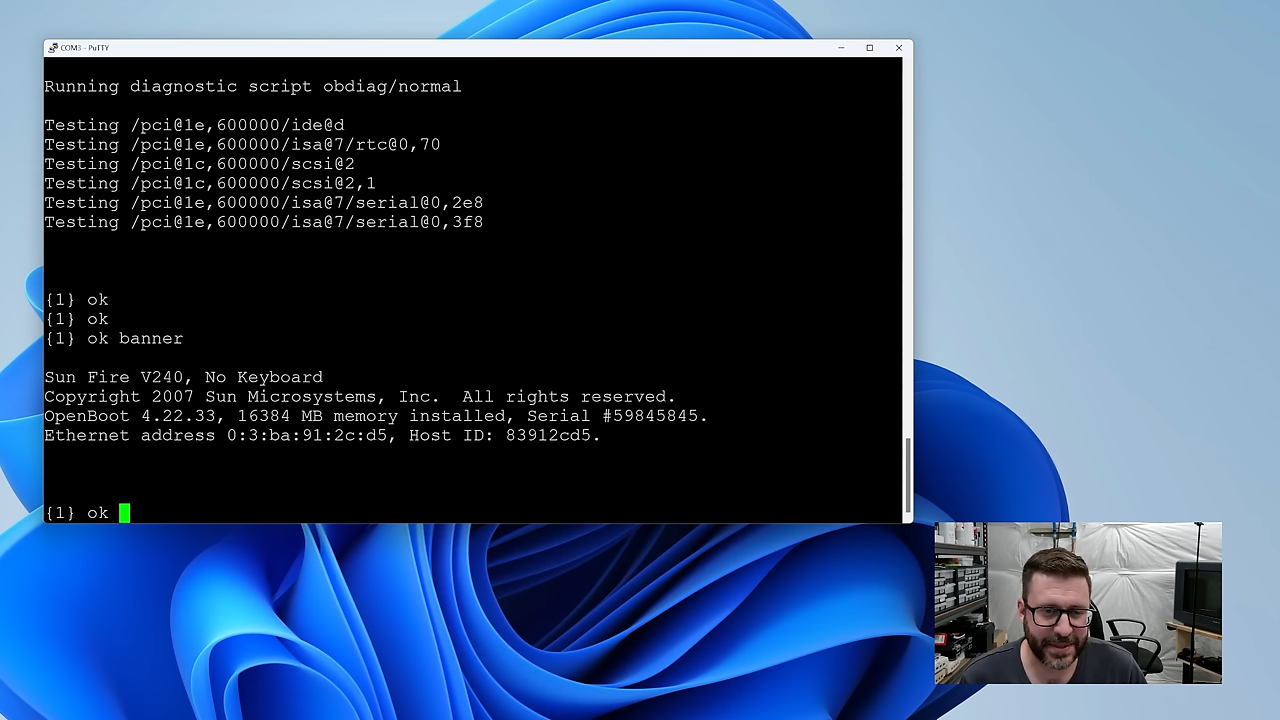 COM3 - PuTTY
Running diagnostic script obdiag/normal
Testing /pci@1e,600000/ide@d
Testing /pci@1e,600000/isa@7/rtc@0,70
Testing /pci@1c,600000/scsi@2
Testing /pci@1c,600000/scsi@2,1
Testing /pci@1e,600000/isa@7/serial@0,2e8
Testing /pci@1e,600000/isa@7/serial@0,3f8
{1} ok
{1} ok
{1} ok banner
Sun Fire V240, No Keyboard
Copyright 2007 Sun Microsystems, Inc.  All rights reserved.
OpenBoot 4.22.33, 16384 MB memory installed, Serial #59845845.
Ethernet address 0:3:ba:91:2c:d5, Host ID: 83912cd5.
{1} ok